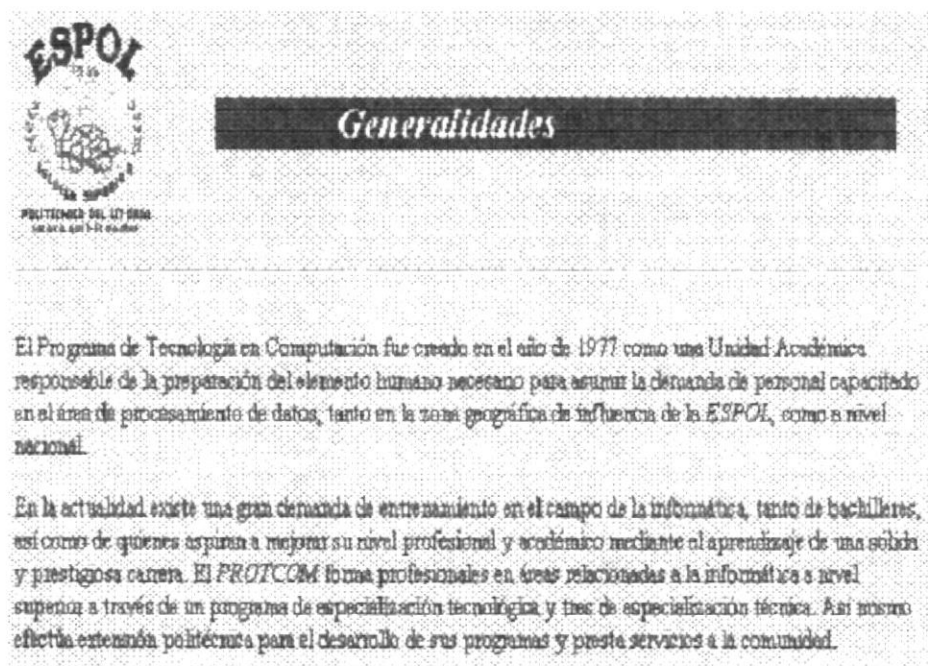 ESPOL
Generalidades
POLITECNICA DEL LITORAL
El Programa de Tecnología en Computación fue creado en el año de 1977 como una Unidad Académica
responsable de la preparación del elemento humano necesario para asumir la demanda de personal capacitado
en el área de procesamiento de datos, tanto en la zona geográfica de influencia de la ESPOL, como a nivel
nacional.
En la actualidad existe una gran demanda de entrenamiento en el campo de la informática, tanto de bachilleres,
así como de quienes aspiran a mejorar su nivel profesional y académico mediante el aprendizaje de una sólida
y prestigiosa carrera. El PROTCOM forma profesionales en áreas relacionadas a la informática a nivel
superior a través de un programa de especialización tecnológica y tres de especialización técnica. Así mismo
efectúa extensión politécnica para el desarrollo de sus programas y presta servicios a la comunidad.